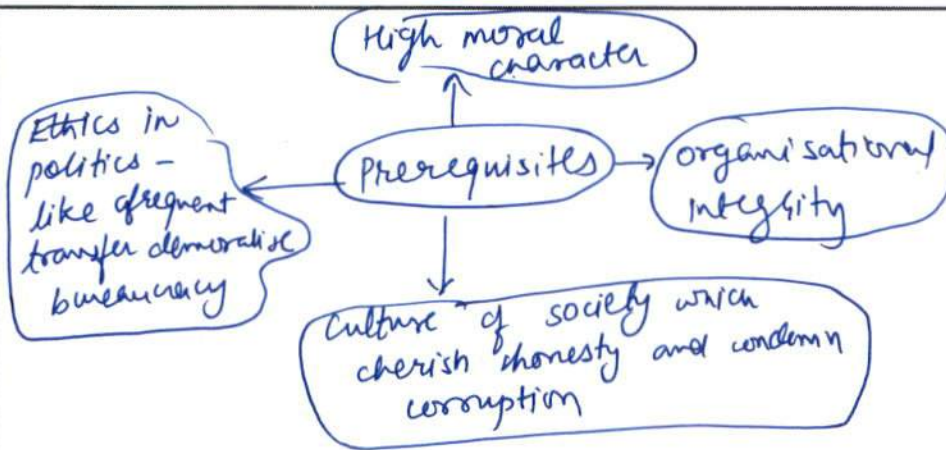 High moral
character
Ethics in
politics -
like frequent
transfer demoralise
bureaucracy
Prerequisites
organisational
integrity
Culture of society which
cherish honesty and condemn
corruption